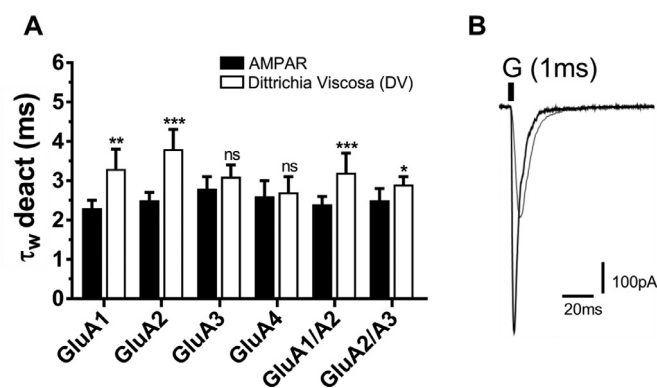 A
AMPAR
Dittrichia Viscosa (DV)
τw deact (ms)
6
5
4
3
2
1
0
**
***
ns
ns
***
*
GluA1
GluA2
GluA3
GluA4
GluA1/A2
GluA2/A3
B
G (1ms)
100pA
20ms